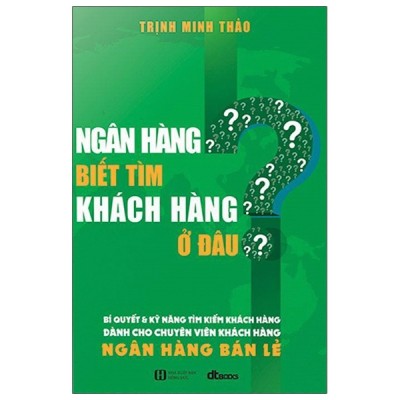 TRỊNH MINH THẢO
NGÂN HÀNG
BIẾT TÌM
KHÁCH HÀNG
Ở ĐÂU
?
BÍ QUYẾT & KỸ NĂNG TÌM KIẾM KHÁCH HÀNG
DÀNH CHO CHUYÊN VIÊN KHÁCH HÀNG
NGÂN HÀNG BÁN LẺ
dtBOOKS